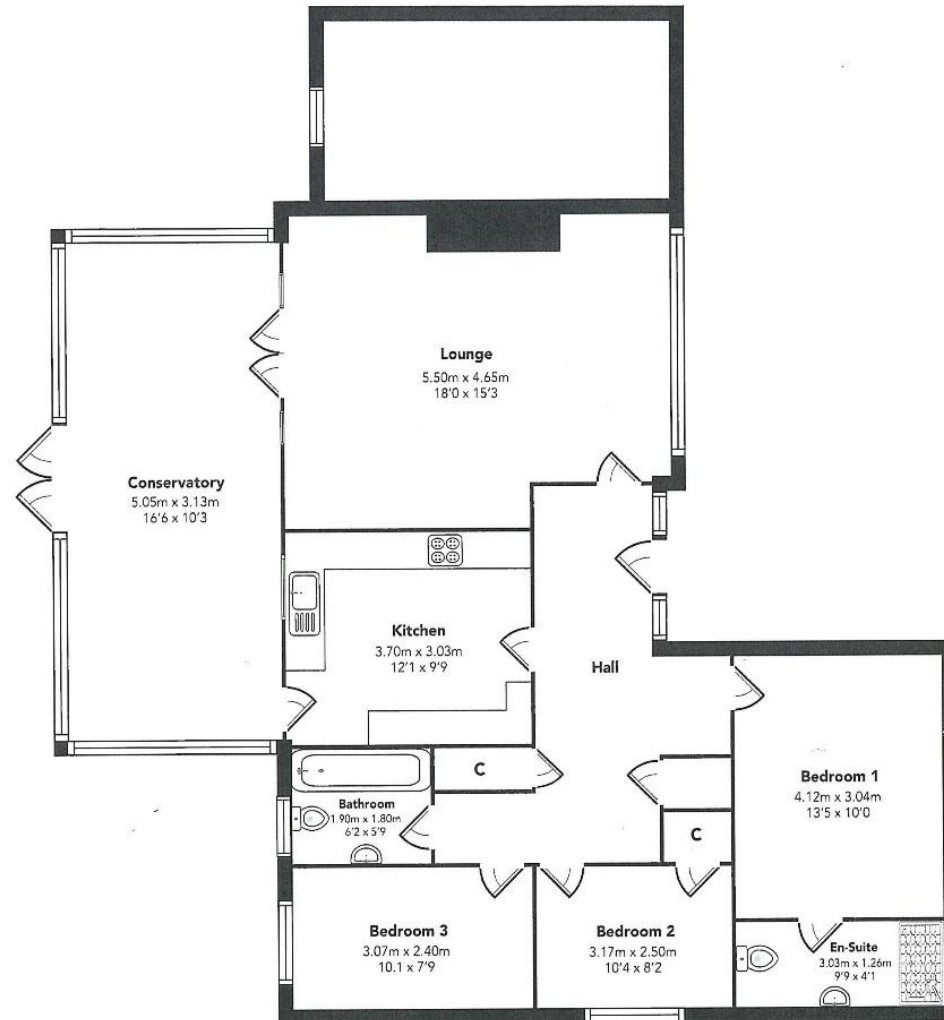 Lounge
5.50m x 4.65m
18'0 x 15'3
Conservatory
5.05m x 3.13m
16'6 x 10'3
Kitchen
3.70m x 3.03m
12'1 x 9'9
Hall
C
Bedroom 1
4.12m x 3.04m
13'5 x 10'0
Bathroom
1.90m x 1.80m
6'2 x 5'9
C
Bedroom 3
3.07m x 2.40m
10.1 x 7'9
Bedroom 2
3.17m x 2.50m
10'4 x 8'2
En-Suite
3.03m x 1.26m
9'9 x 4'1